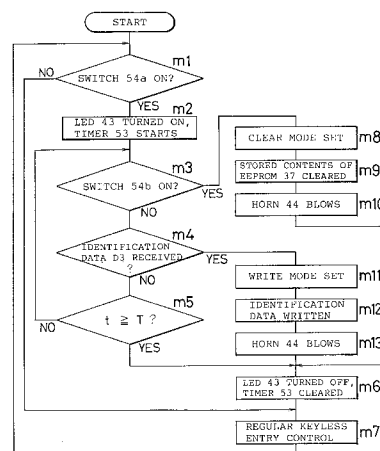 START
m1
NO
SWITCH 54a ON?
YES
m2
LED 43 TURNED ON,
TIMER 53 STARTS
m3
SWITCH 54b ON?
YES
NO
CLEAR MODE SET
m8
STORED CONTENTS OF
EEPROM 37 CLEARED
m9
HORN 44 BLOWS
m10
m4
IDENTIFICATION
DATA D3 RECEIVED
?
YES
NO
m5
t ≧ T ?
NO
YES
WRITE MODE SET
m11
IDENTIFICATION
DATA WRITTEN
m12
HORN 44 BLOWS
m13
LED 43 TURNED OFF,
TIMER 53 CLEARED
m6
REGULAR KEYLESS
ENTRY CONTROL
m7